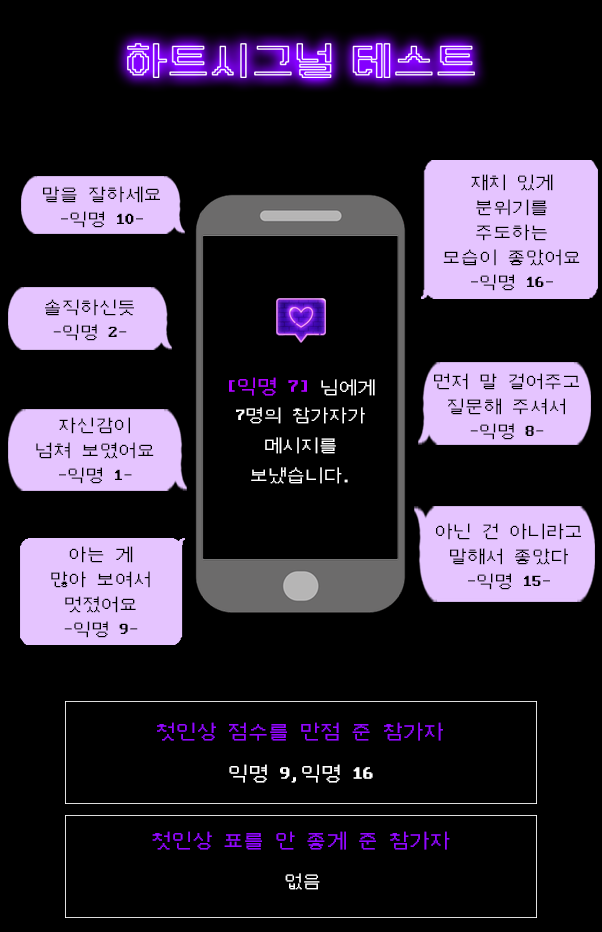 하트시그널 테스트
말을 잘하세요
-익명 10-
솔직하신듯
-익명 2-
자신감이
넘쳐 보였어요
-익명 1-
아는 게
많아 보여서
멋졌어요
-익명 9-
[익명 7] 님에게
7명의 참가자가
메시지를
보냈습니다.
재치 있게
분위기를
주도하는
모습이 좋았어요
-익명 16-
먼저 말 걸어주고
질문해 주셔서
-익명 8-
아닌 건 아니라고
말해서 좋았다
-익명 15-
첫인상 점수를 만점 준 참가자
익명 9,익명 16
첫인상 표를 안 좋게 준 참가자
없음